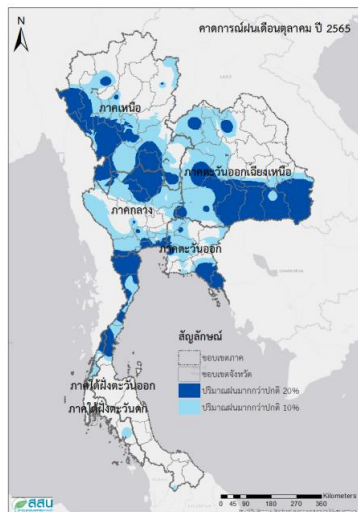 คาดการณ์ฝนเดือนตุลาคม ปี 2565
N
ภาคเหนือ
ภาคตะวันออกเฉียงเหนือ
ภาคกลาง
ภาคตะวันออก
สัญลักษณ์
ขอบเขตภาค
ขอบเขตจังหวัด
ปริมาณฝนมากกว่าปกติ 20%
ปริมาณฝนมากกว่าปกติ 10%
ภาคใต้ฝั่งตะวันออก
ภาคใต้ฝั่งตะวันตก
Kilometers
0 45 90 180 270 360
สสน